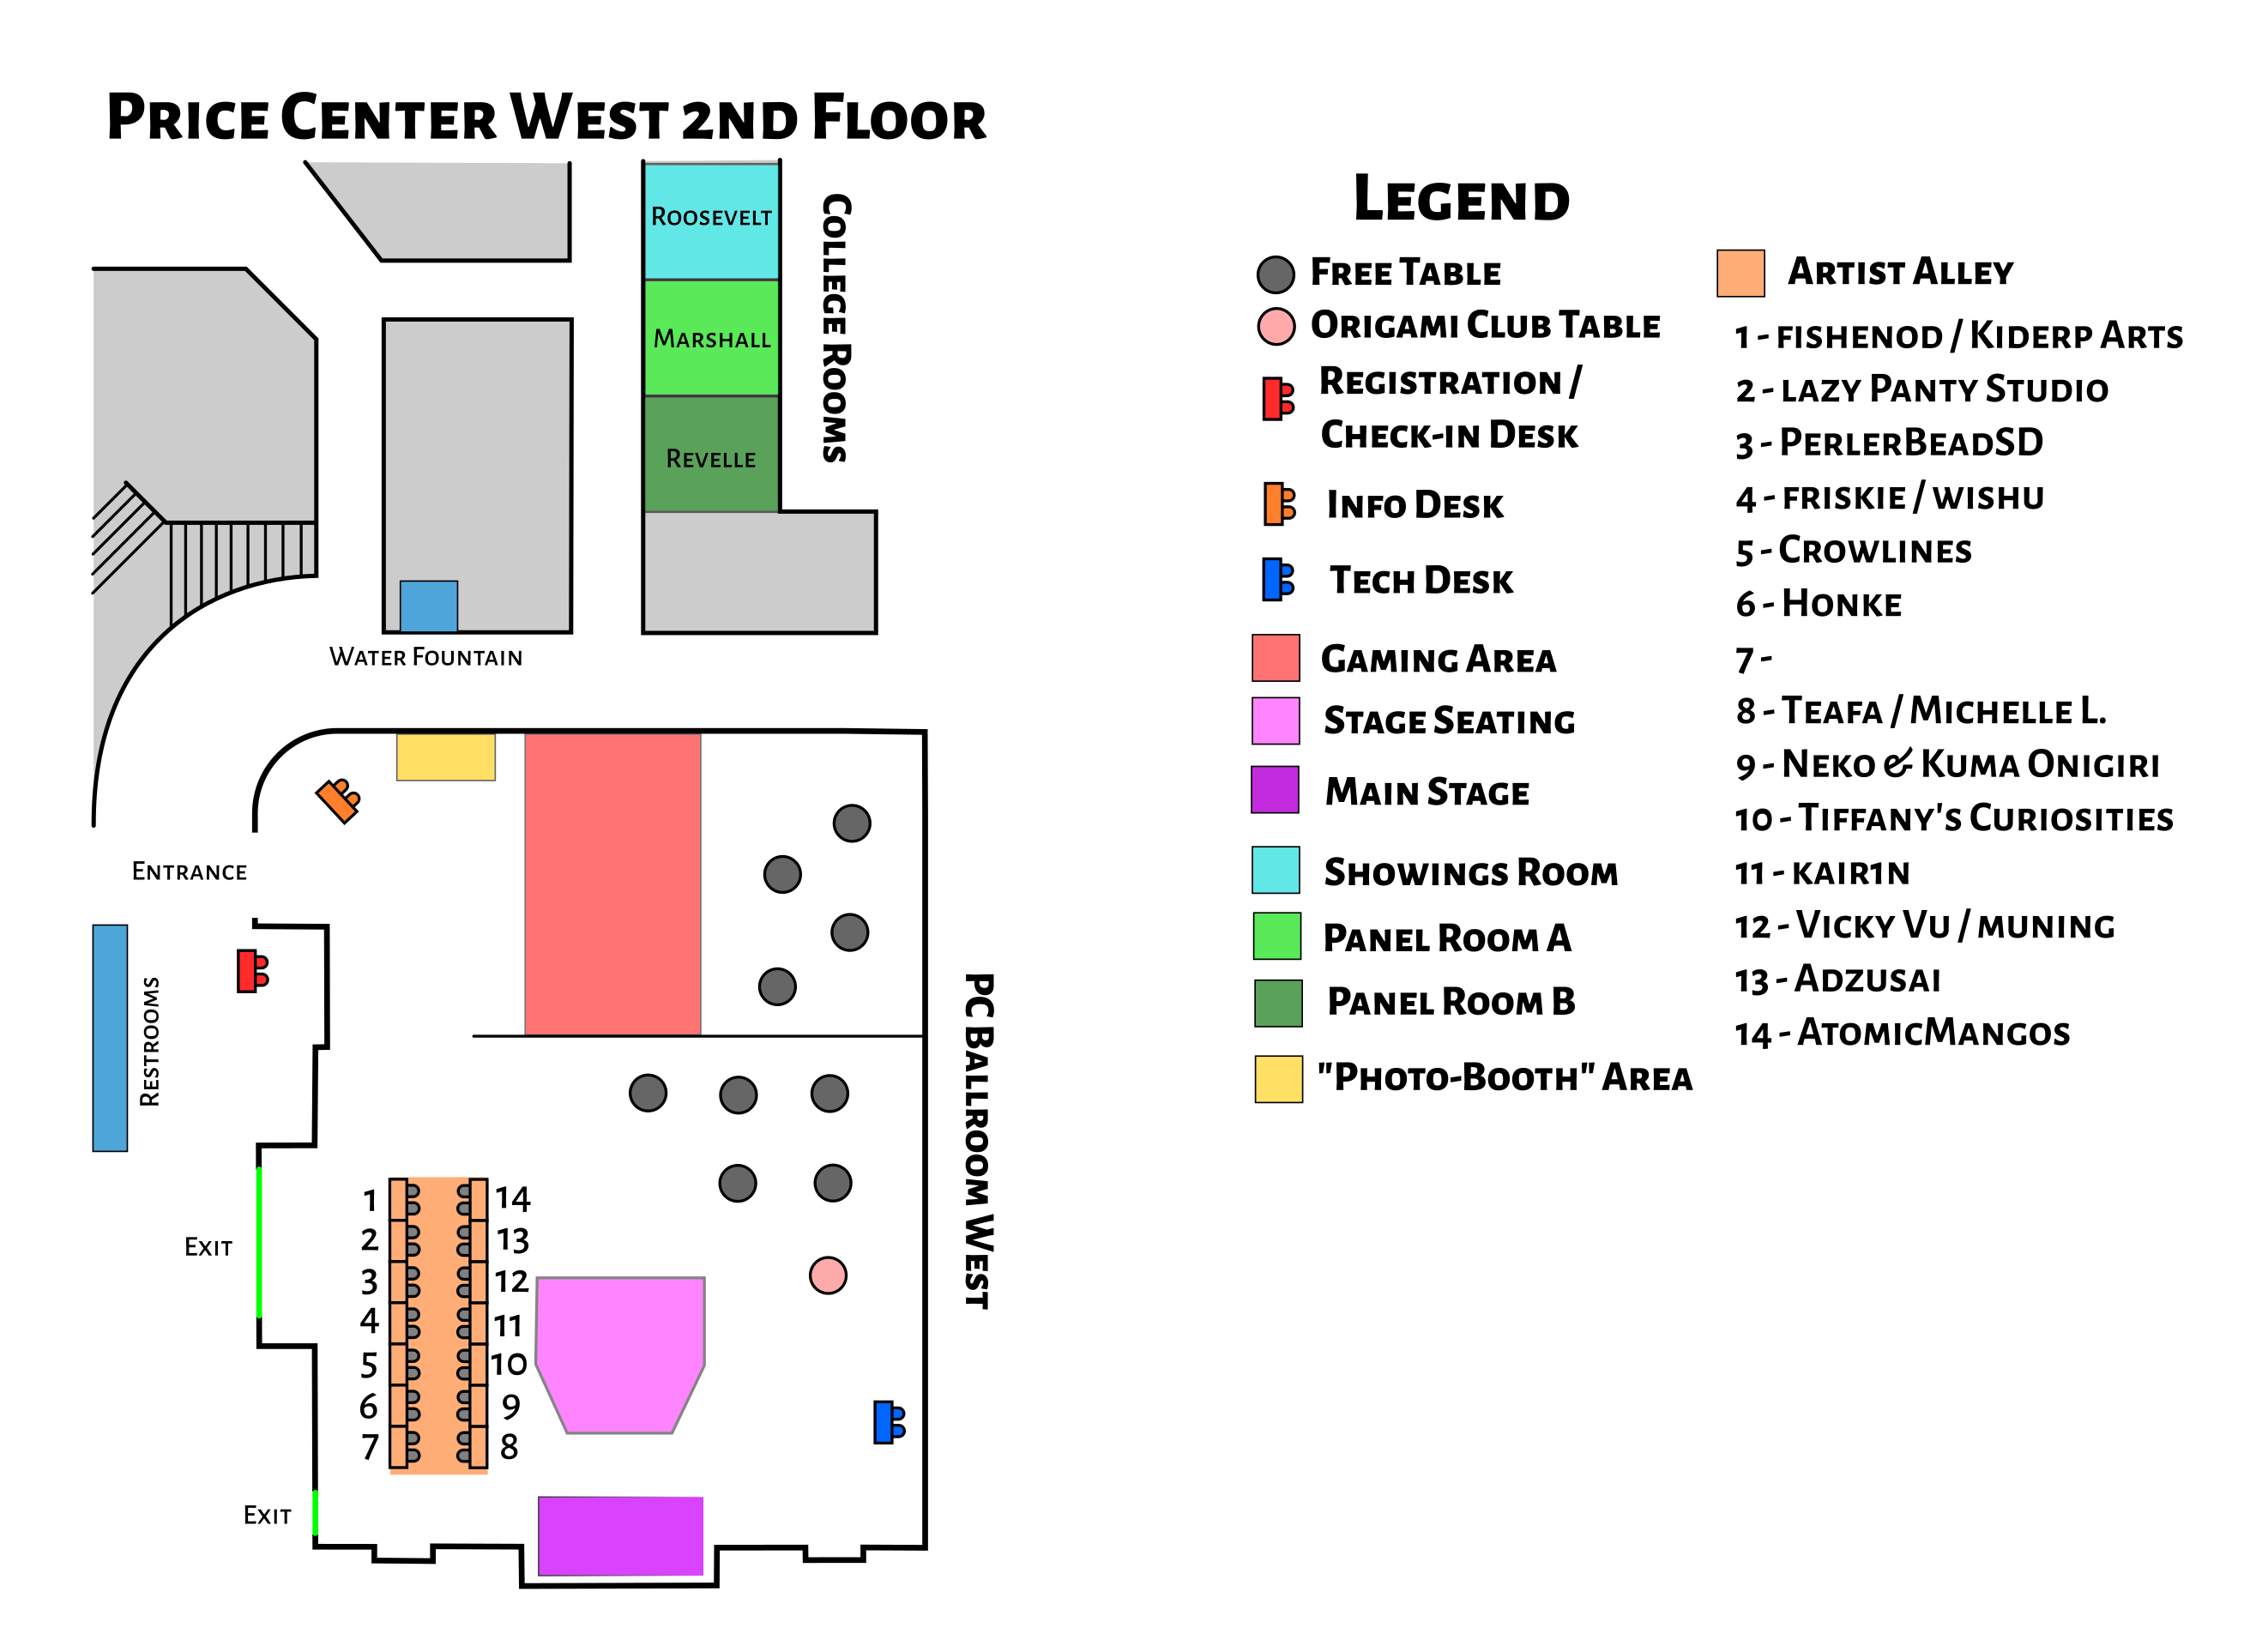 Price Center West 2nd Floor
Roosevelt
Marshall
Revelle
College Rooms
Water Fountain
Entrance
Restrooms
Exit
Exit
PC Ballroom West
1
2
3
4
5
6
7
14
13
12
11
10
9
8
Legend
Free Table
Origami Club Table
Registration /
Check-in Desk
Info Desk
Tech Desk
Gaming Area
Stage Seating
Main Stage
Showings Room
Panel Room A
Panel Room B
"Photo-Booth" Area
Artist Alley
1 - fishenod / Kiderp Arts
2 - lazy Panty Studio
3 - PerlerBeadSD
4 - friskie / wishu
5 - Crowlines
6 - Honke
7 -
8 - Teafa / Michelle L.
9 - Neko & Kuma Onigiri
10 - Tiffany's Curiosities
11 - kair1n
12 - Vicky Vu / muning
13 - Adzusai
14 - AtomicMangos